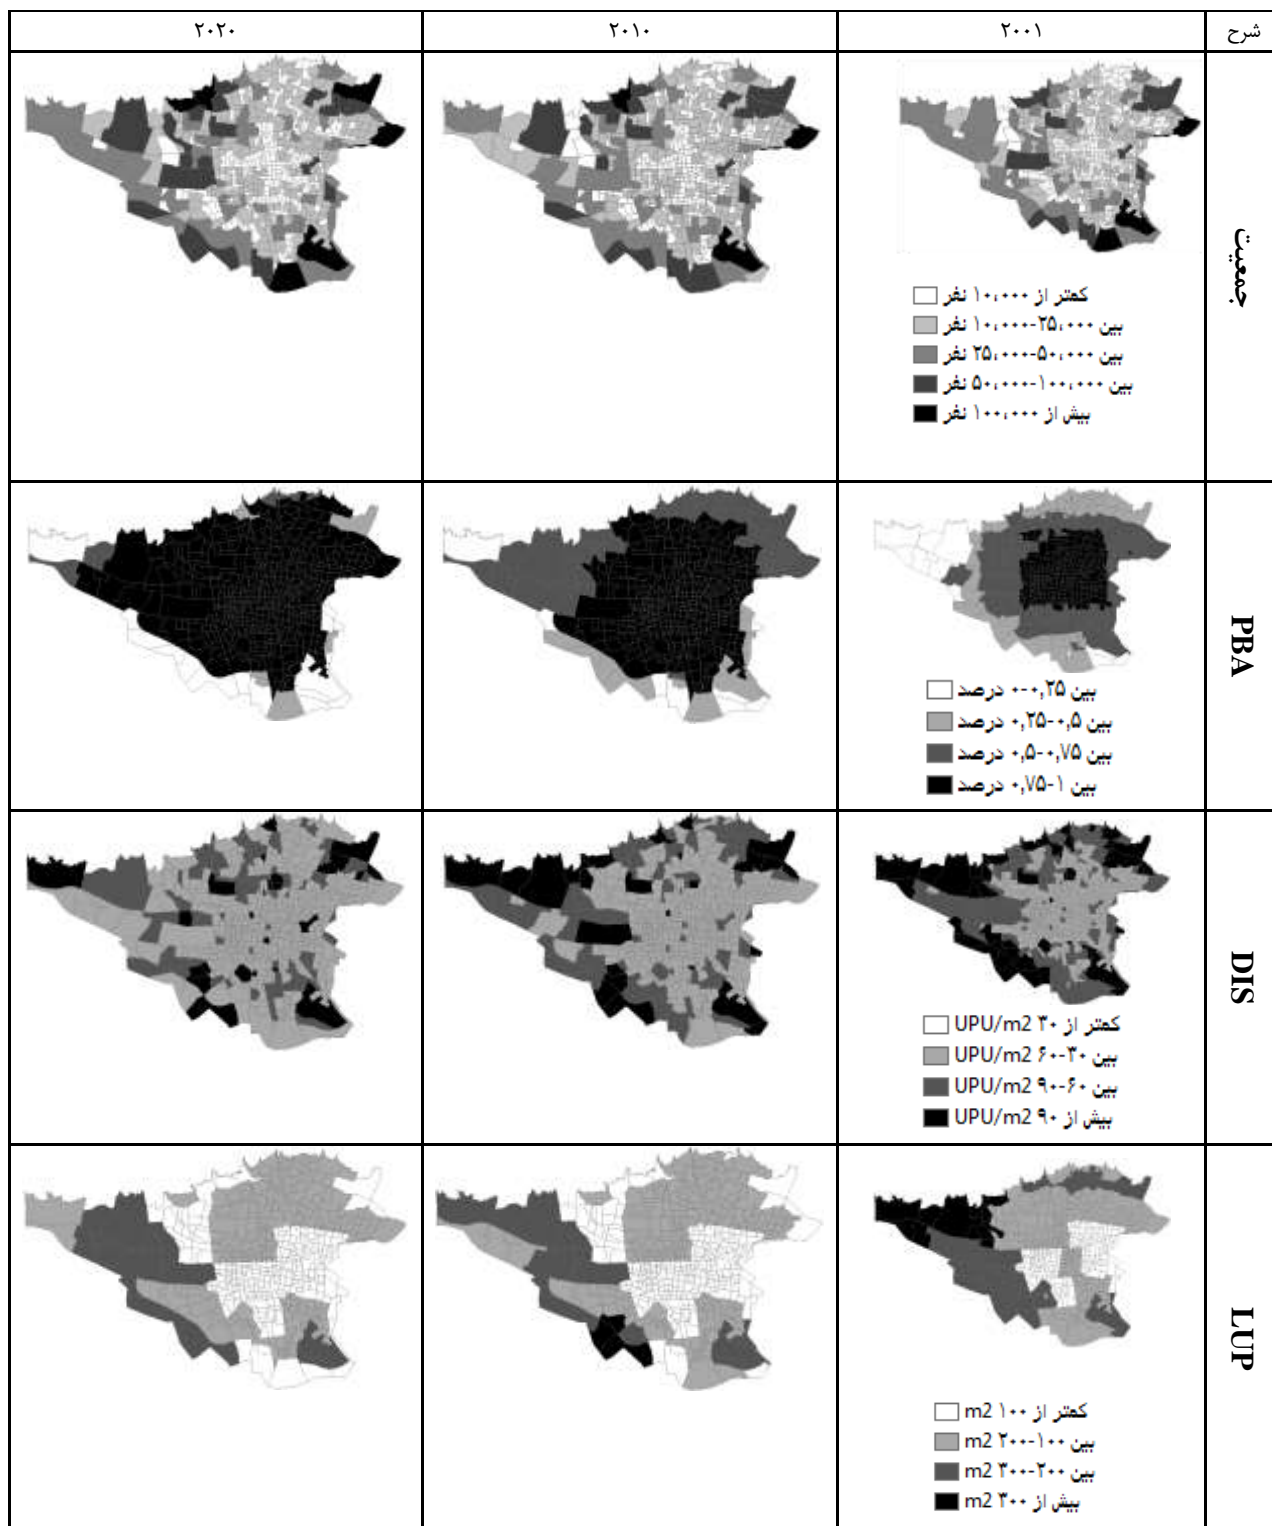 شرح
۲۰۰۱
۲۰۱۰
۲۰۲۰
جمعیت
کمتر از ۱۰،۰۰۰ نفر
بین ۲۵،۰۰۰-۱۰،۰۰۰ نفر
بین ۵۰،۰۰۰-۲۵،۰۰۰ نفر
بین ۱۰۰،۰۰۰-۵۰،۰۰۰ نفر
بیش از ۱۰۰،۰۰۰ نفر
PBA
بین ۰,۲۵-۰ درصد
بین ۰,۵-۰,۲۵ درصد
بین ۰,۷۵-۰,۵ درصد
بین ۱-۰,۷۵ درصد
DIS
کمتر از ۳۰ UPU/m2
بین ۳۰-۶۰ UPU/m2
بین ۶۰-۹۰ UPU/m2
بیش از ۹۰ UPU/m2
LUP
کمتر از ۱۰۰ m2
بین ۱۰۰-۲۰۰ m2
بین ۲۰۰-۳۰۰ m2
بیش از ۳۰۰ m2